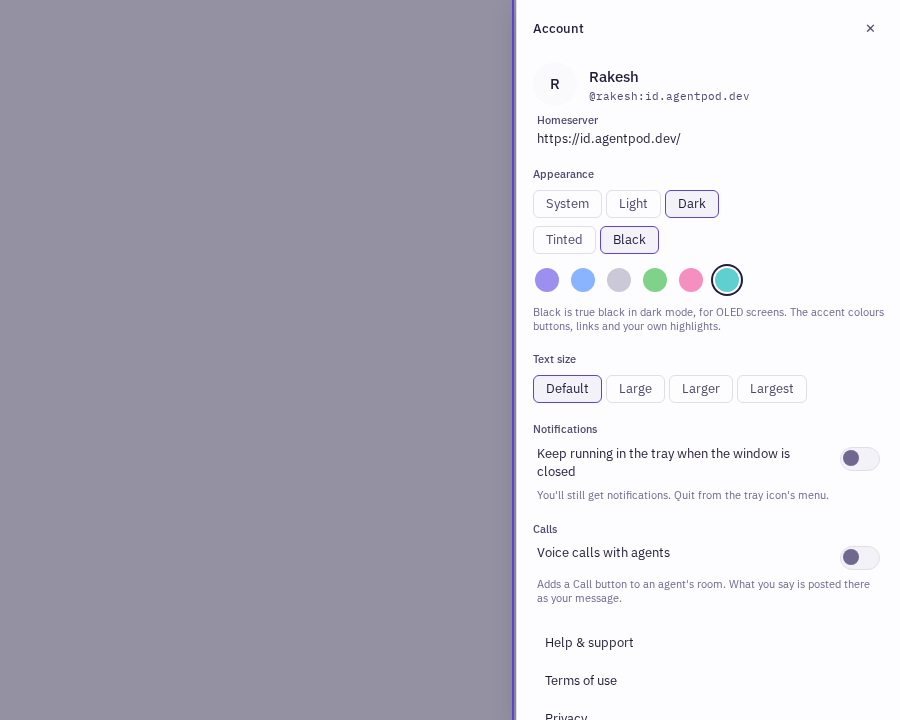 Account
✕
R
Rakesh
@rakesh:id.agentpod.dev
Homeserver
https://id.agentpod.dev/
Appearance
System Light Dark
Tinted Black
Black is true black in dark mode, for OLED screens. The accent colours
buttons, links and your own highlights.
Text size
Default Large Larger Largest
Notifications
Keep running in the tray when the window is
closed
You'll still get notifications. Quit from the tray icon's menu.
Calls
Voice calls with agents
Adds a Call button to an agent's room. What you say is posted there
as your message.
Help & support
Terms of use
Privacy